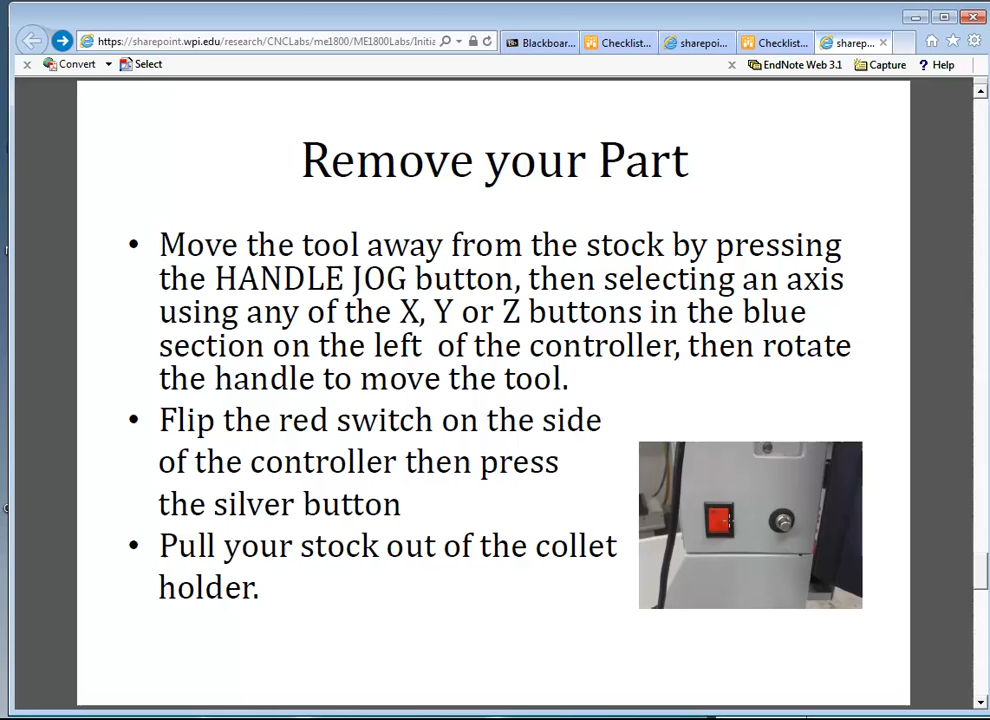 https://sharepoint.wpi.edu/research/CNCLabs/me1800/ME1800Labs/Initia
Blackboar...
Checklist...
sharepoi...
Checklist...
sharep...
Convert
Select
EndNote Web 3.1
Capture
? Help
Remove your Part
• Move the tool away from the stock by pressing
the HANDLE JOG button, then selecting an axis
using any of the X, Y or Z buttons in the blue
section on the left of the controller, then rotate
the handle to move the tool.
• Flip the red switch on the side
of the controller then press
the silver button
• Pull your stock out of the collet
holder.